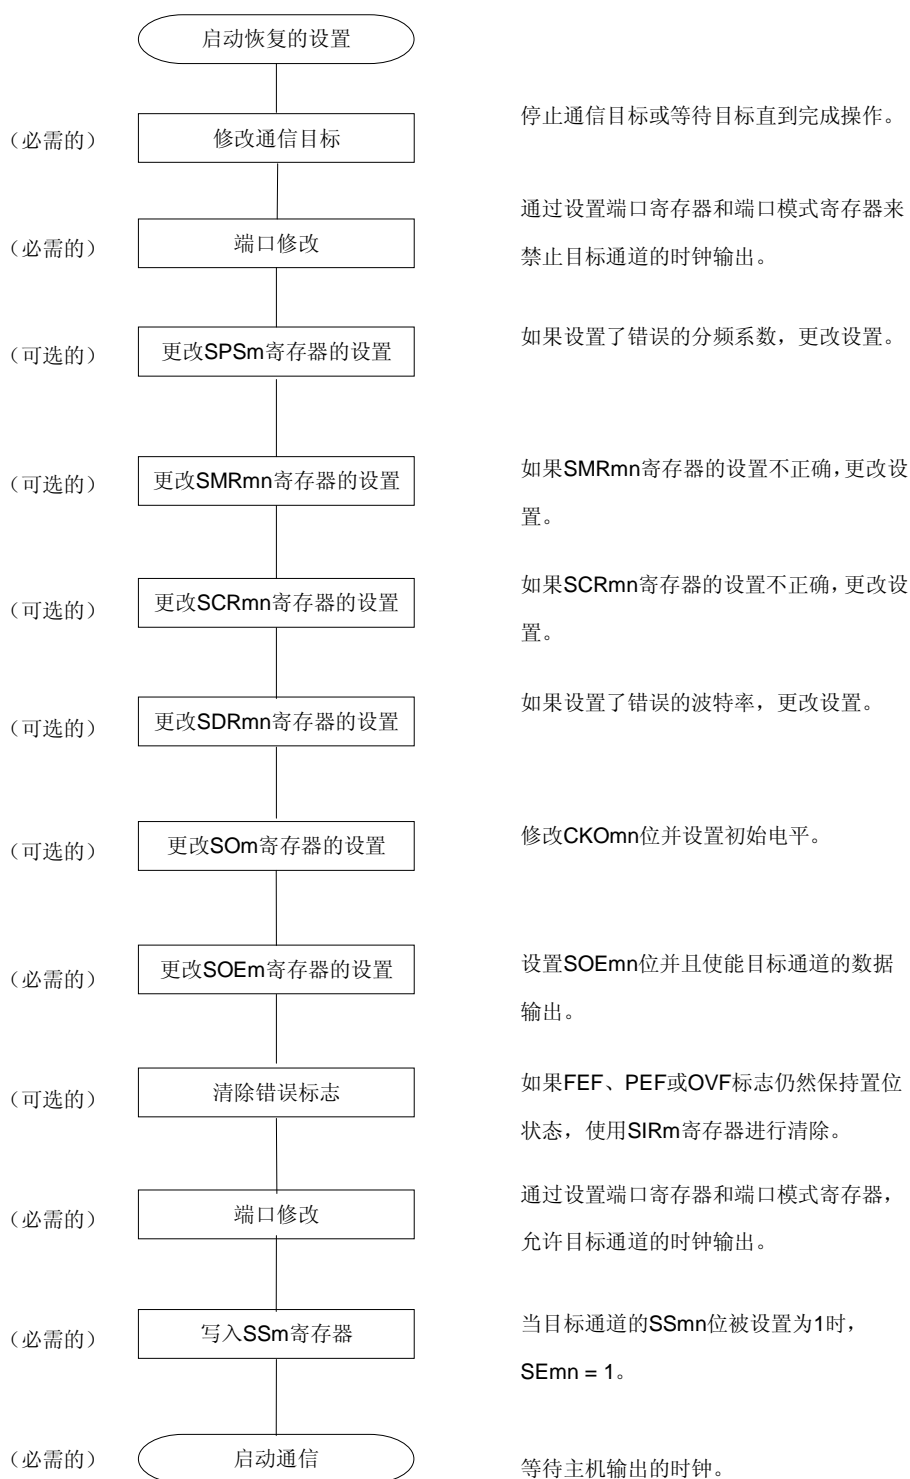 启动恢复的设置
（必需的）
修改通信目标
停止通信目标或等待目标直到完成操作。
（必需的）
端口修改
通过设置端口寄存器和端口模式寄存器来
禁止目标通道的时钟输出。
（可选的）
更改SPSm寄存器的设置
如果设置了错误的分频系数，更改设置。
（可选的）
更改SMRmn寄存器的设置
如果SMRmn寄存器的设置不正确，更改设
置。
（可选的）
更改SCRmn寄存器的设置
如果SCRmn寄存器的设置不正确，更改设
置。
（可选的）
更改SDRmn寄存器的设置
如果设置了错误的波特率，更改设置。
（可选的）
更改SOm寄存器的设置
修改CKOmn位并设置初始电平。
（必需的）
更改SOEm寄存器的设置
设置SOEmn位并且使能目标通道的数据
输出。
（可选的）
清除错误标志
如果FEF、PEF或OVF标志仍然保持置位
状态，使用SIRm寄存器进行清除。
（必需的）
端口修改
通过设置端口寄存器和端口模式寄存器，
允许目标通道的时钟输出。
（必需的）
写入SSm寄存器
当目标通道的SSmn位被设置为1时，
SEmn = 1。
（必需的）
启动通信
等待主机输出的时钟。